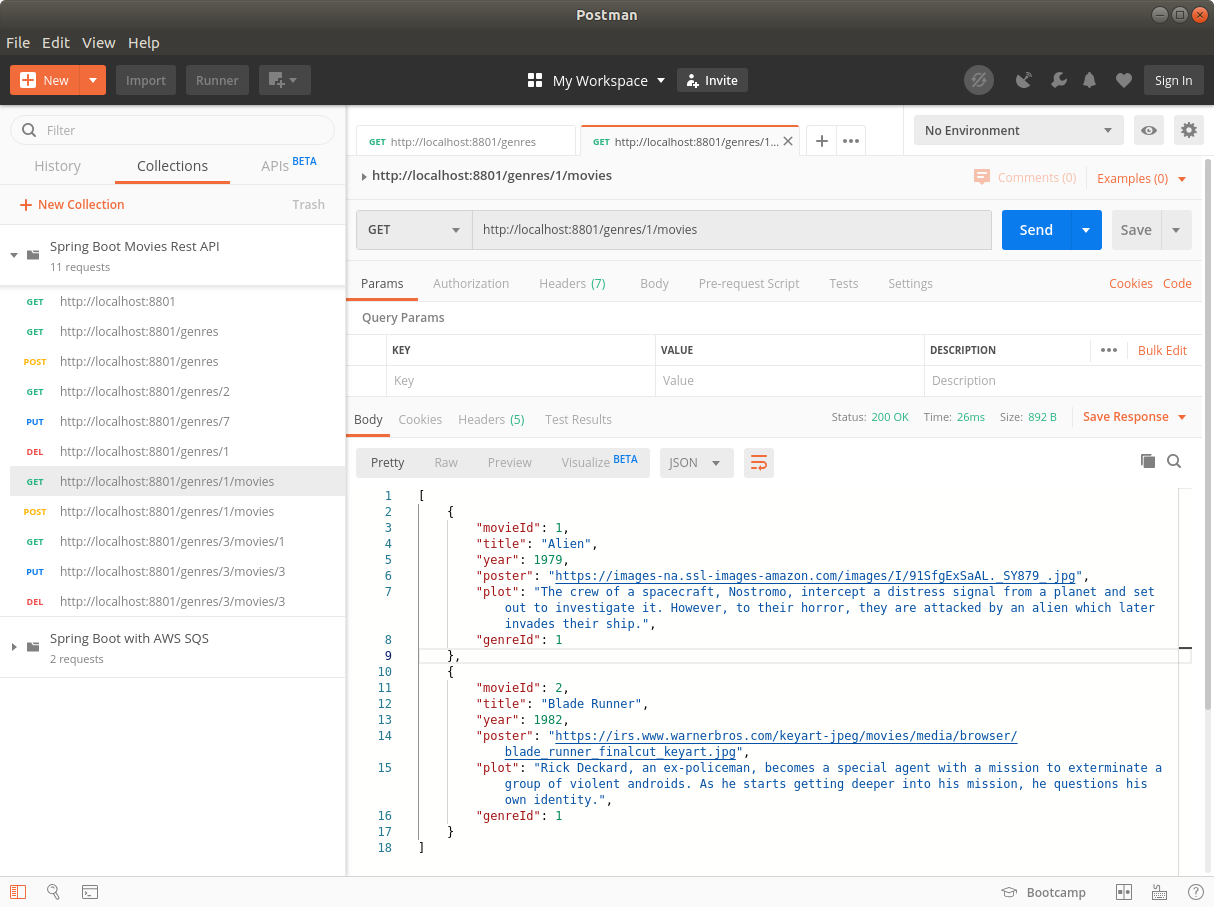 Postman
File Edit View Help
New Import Runner My Workspace Invite Sign In
Filter
History Collections APIs BETA
New Collection Trash
Spring Boot Movies Rest API
11 requests
GET http://localhost:8801
GET http://localhost:8801/genres
POST http://localhost:8801/genres
GET http://localhost:8801/genres/2
PUT http://localhost:8801/genres/7
DEL http://localhost:8801/genres/1
GET http://localhost:8801/genres/1/movies
POST http://localhost:8801/genres/1/movies
GET http://localhost:8801/genres/3/movies/1
PUT http://localhost:8801/genres/3/movies/3
DEL http://localhost:8801/genres/3/movies/3
Spring Boot with AWS SQS
2 requests
GET http://localhost:8801/genres GET http://localhost:8801/genres/1... No Environment
http://localhost:8801/genres/1/movies Comments (0) Examples (0)
GET http://localhost:8801/genres/1/movies Send Save
Params Authorization Headers (7) Body Pre-request Script Tests Settings Cookies Code
Query Params
KEY VALUE DESCRIPTION Bulk Edit
Key Value Description
Body Cookies Headers (5) Test Results Status: 200 OK Time: 26ms Size: 892 B Save Response
Pretty Raw Preview Visualize BETA JSON
1 [
2 {
3 "movieId": 1,
4 "title": "Alien",
5 "year": 1979,
6 "poster": "https://images-na.ssl-images-amazon.com/images/I/91SfgExSaAL._SY879_.jpg",
7 "plot": "The crew of a spacecraft, Nostromo, intercept a distress signal from a planet and set
out to investigate it. However, to their horror, they are attacked by an alien which later
invades their ship.",
8 "genreId": 1
9 },
10 {
11 "movieId": 2,
12 "title": "Blade Runner",
13 "year": 1982,
14 "poster": "https://irs.www.warnerbros.com/keyart-jpeg/movies/media/browser/
blade_runner_finalcut_keyart.jpg",
15 "plot": "Rick Deckard, an ex-policeman, becomes a special agent with a mission to exterminate a
group of violent androids. As he starts getting deeper into his mission, he questions his
own identity.",
16 "genreId": 1
17 }
18 ]
Bootcamp